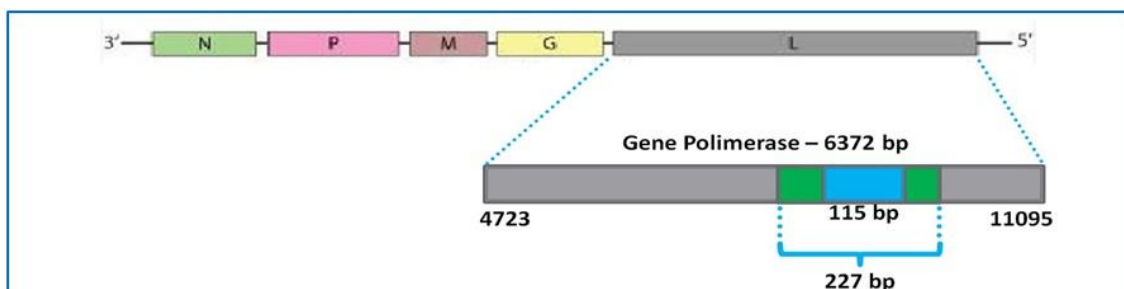 3' N P M G L 5'
Gene Polimerase – 6372 bp
4723 115 bp 11095
227 bp